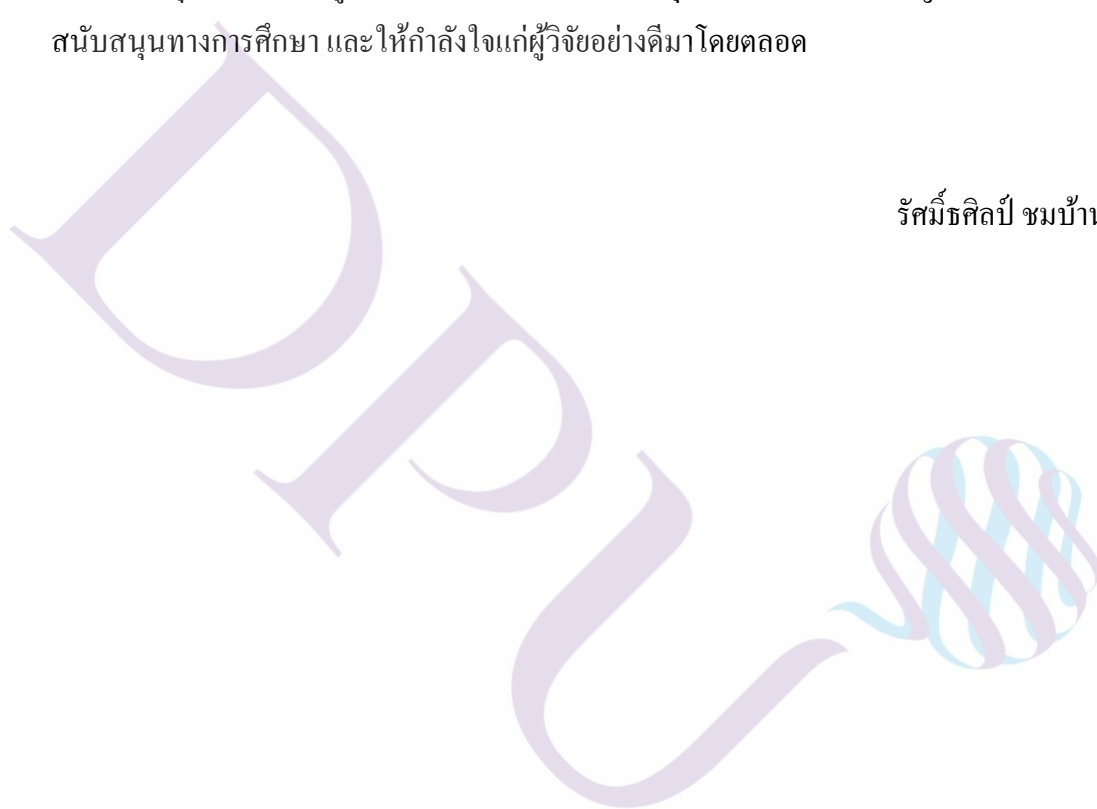 สนับสนุนทางการศึกษา และให้กำลังใจแก่ผู้วิจัยอย่างดีมาโดยตลอด
รัศมิ์ธศิลป์ ชมบ้าน
DPU